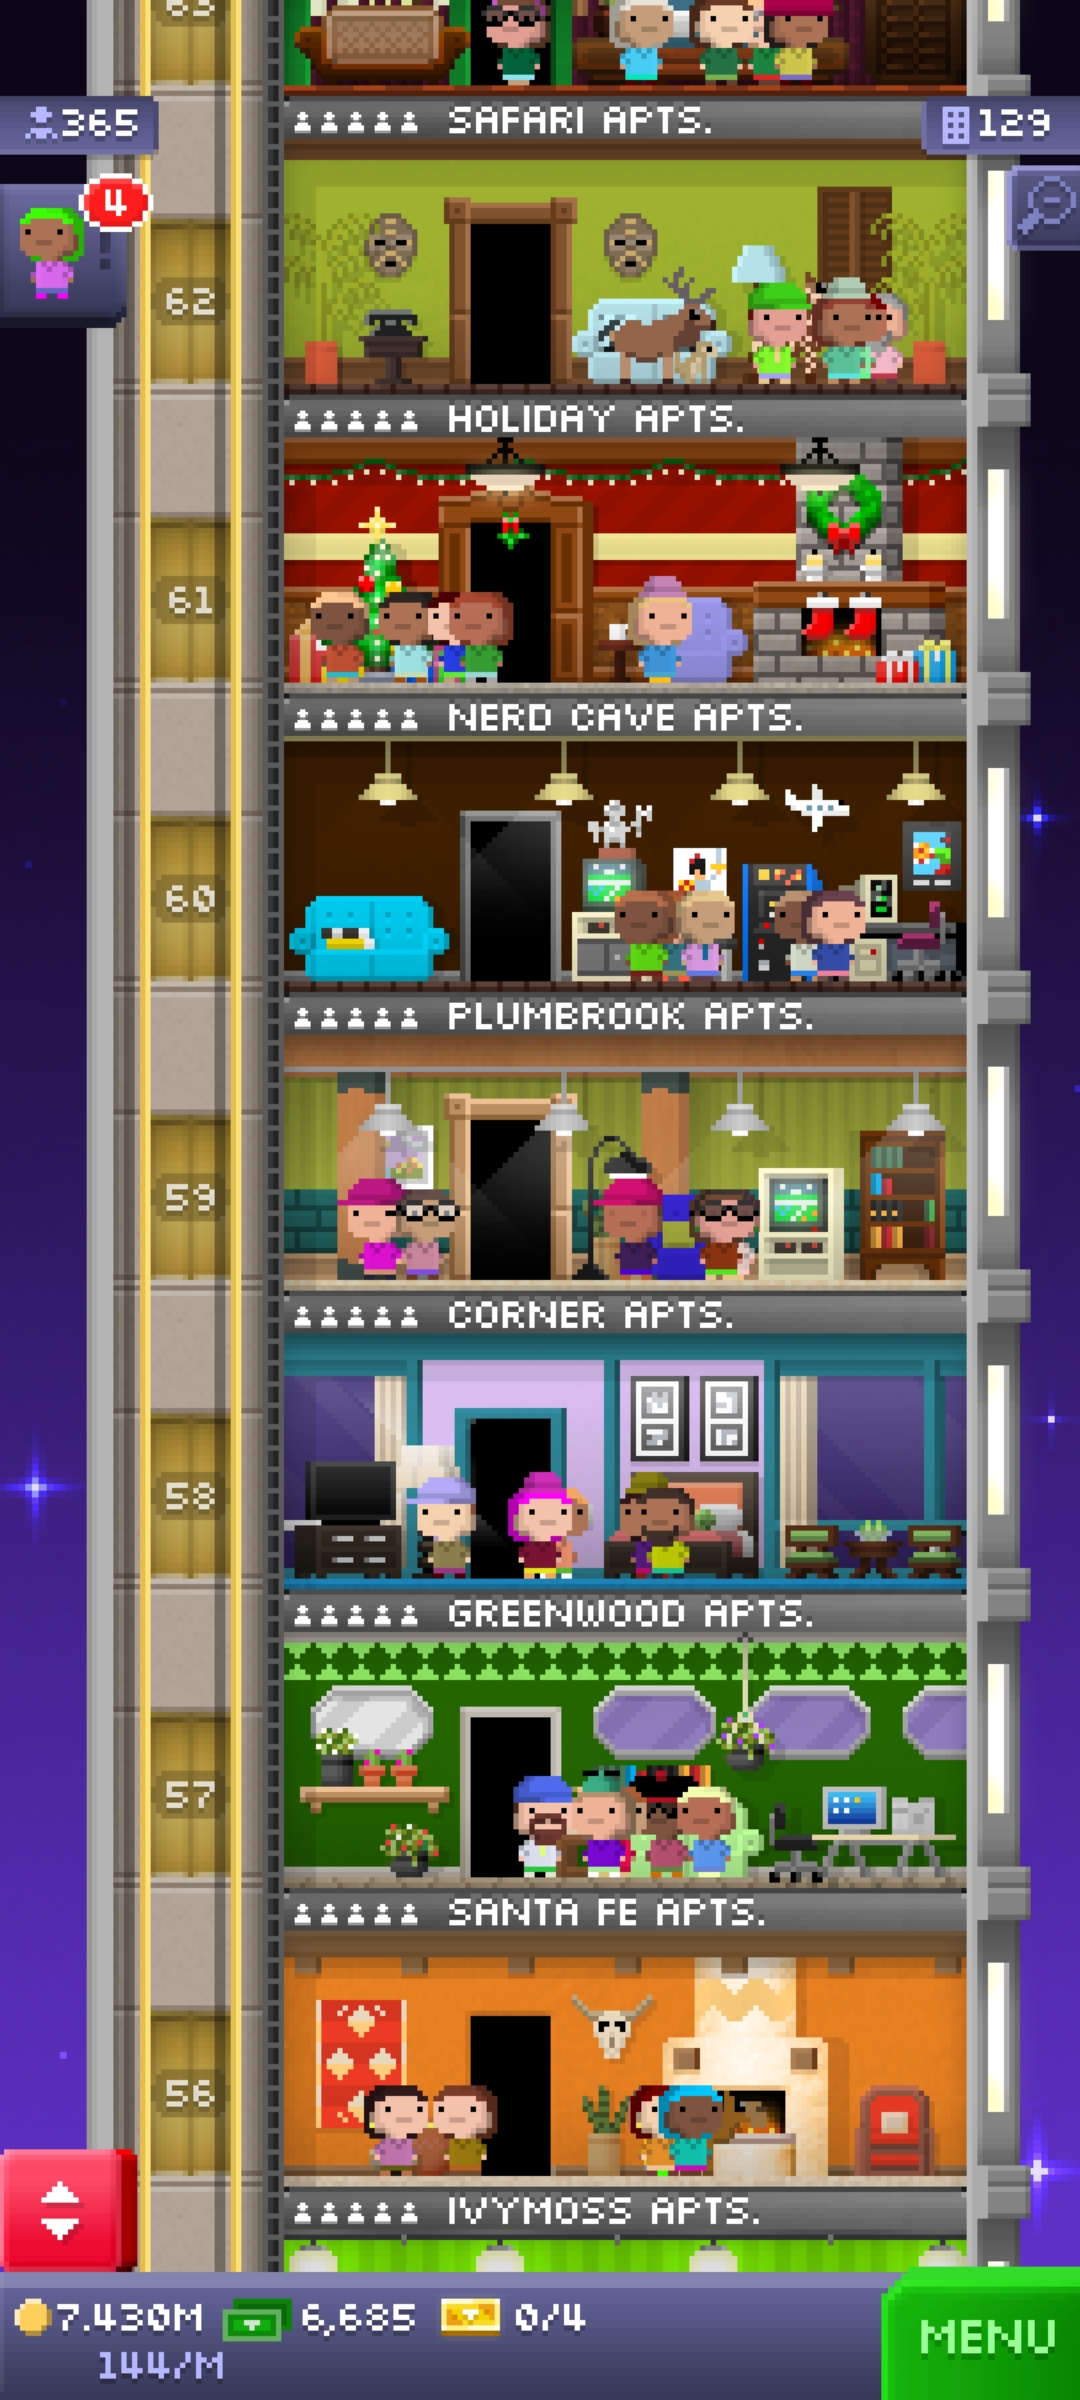 63
365
SAFARI APTS.
129
4
62
HOLIDAY APTS.
61
NERD CAVE APTS.
60
PLUMBROOK APTS.
59
CORNER APTS.
58
GREENWOOD APTS.
57
SANTA FE APTS.
56
IVYMOSS APTS.
7.430M 6,685 0/4
144/M
MENU